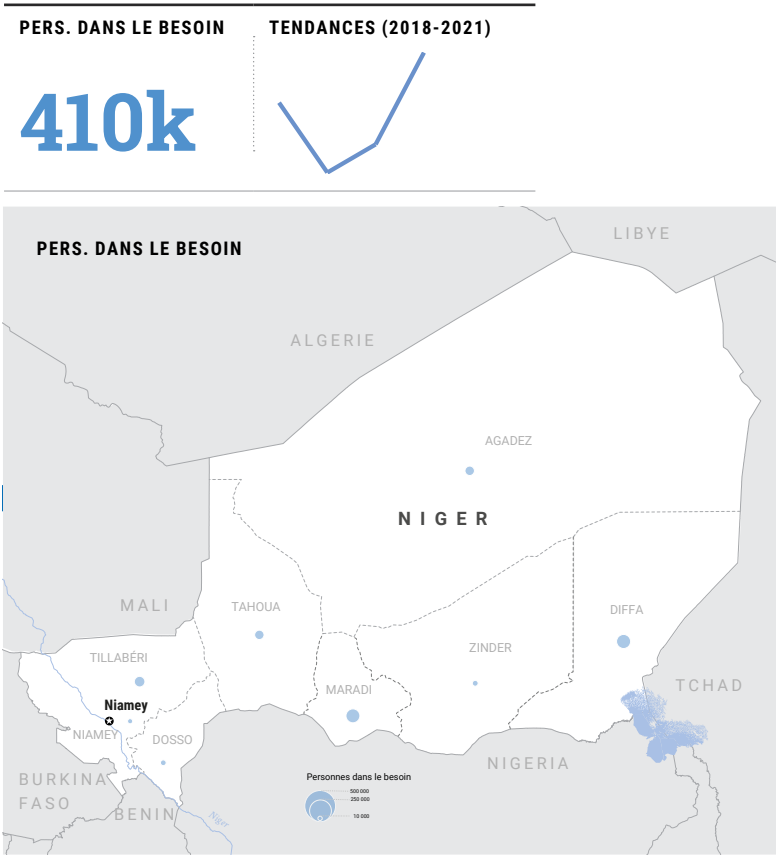 PERS. DANS LE BESOIN
TENDANCES (2018-2021)
410k
PERS. DANS LE BESOIN
LIBYE
ALGERIE
AGADEZ
NIGER
MALI
TAHOUA
DIFFA
ZINDER
TILLABÉRI
TCHAD
MARADI
Niamey
NIAMEY
DOSSO
NIGERIA
BURKINA
FASO
BENIN
Niger
Personnes dans le besoin
500 000
250 000
10 000